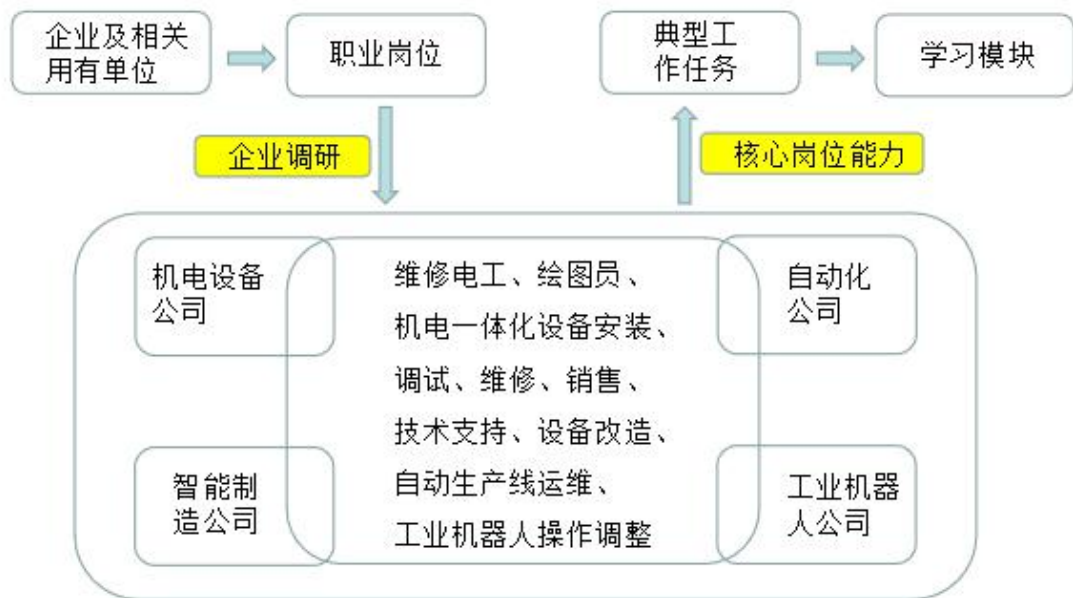 企业及相关
用有单位
职业岗位
典型工
作任务
学习模块
企业调研
核心岗位能力
机电设备
公司
维修电工、绘图员、
机电一体化设备安装、
调试、维修、销售、
技术支持、设备改造、
自动生产线运维、
工业机器人操作调整
自动化
公司
智能制
造公司
工业机器
人公司